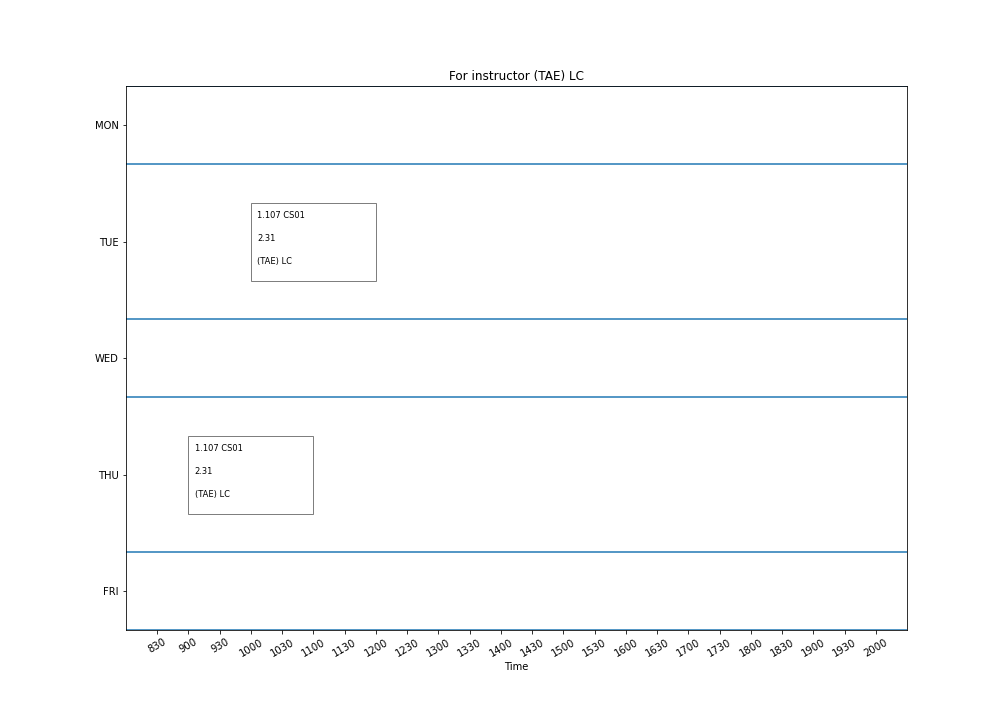 For instructor (TAE) LC
MON
1.107 CS01
2.31
(TAE) LC
TUE
WED
1.107 CS01
2.31
(TAE) LC
THU
FRI
830 900 930 1000 1030 1100 1130 1200 1230 1300 1330 1400 1430 1500 1530 1600 1630 1700 1730 1800 1830 1900 1930 2000
Time